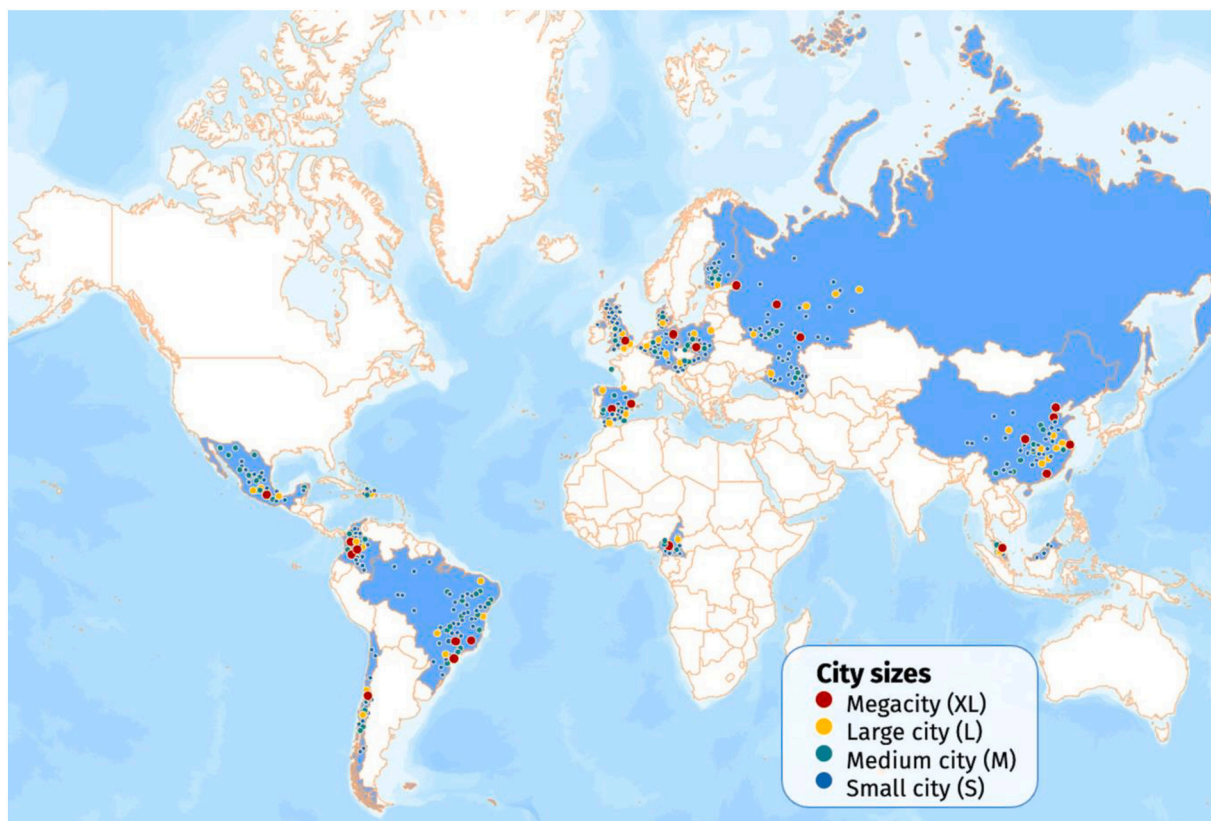 City sizes
Megacity (XL)
Large city (L)
Medium city (M)
Small city (S)